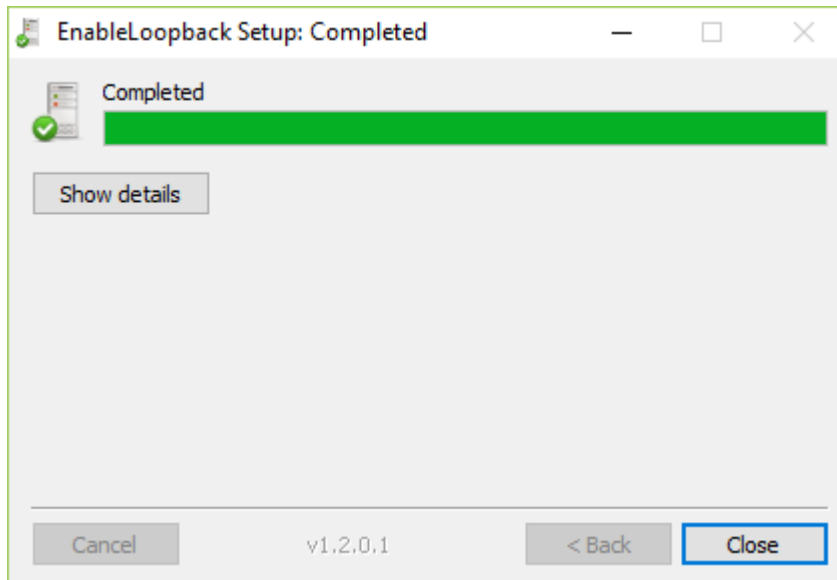 EnableLoopback Setup: Completed
Completed
Show details
Cancel
v1.2.0.1
< Back
Close